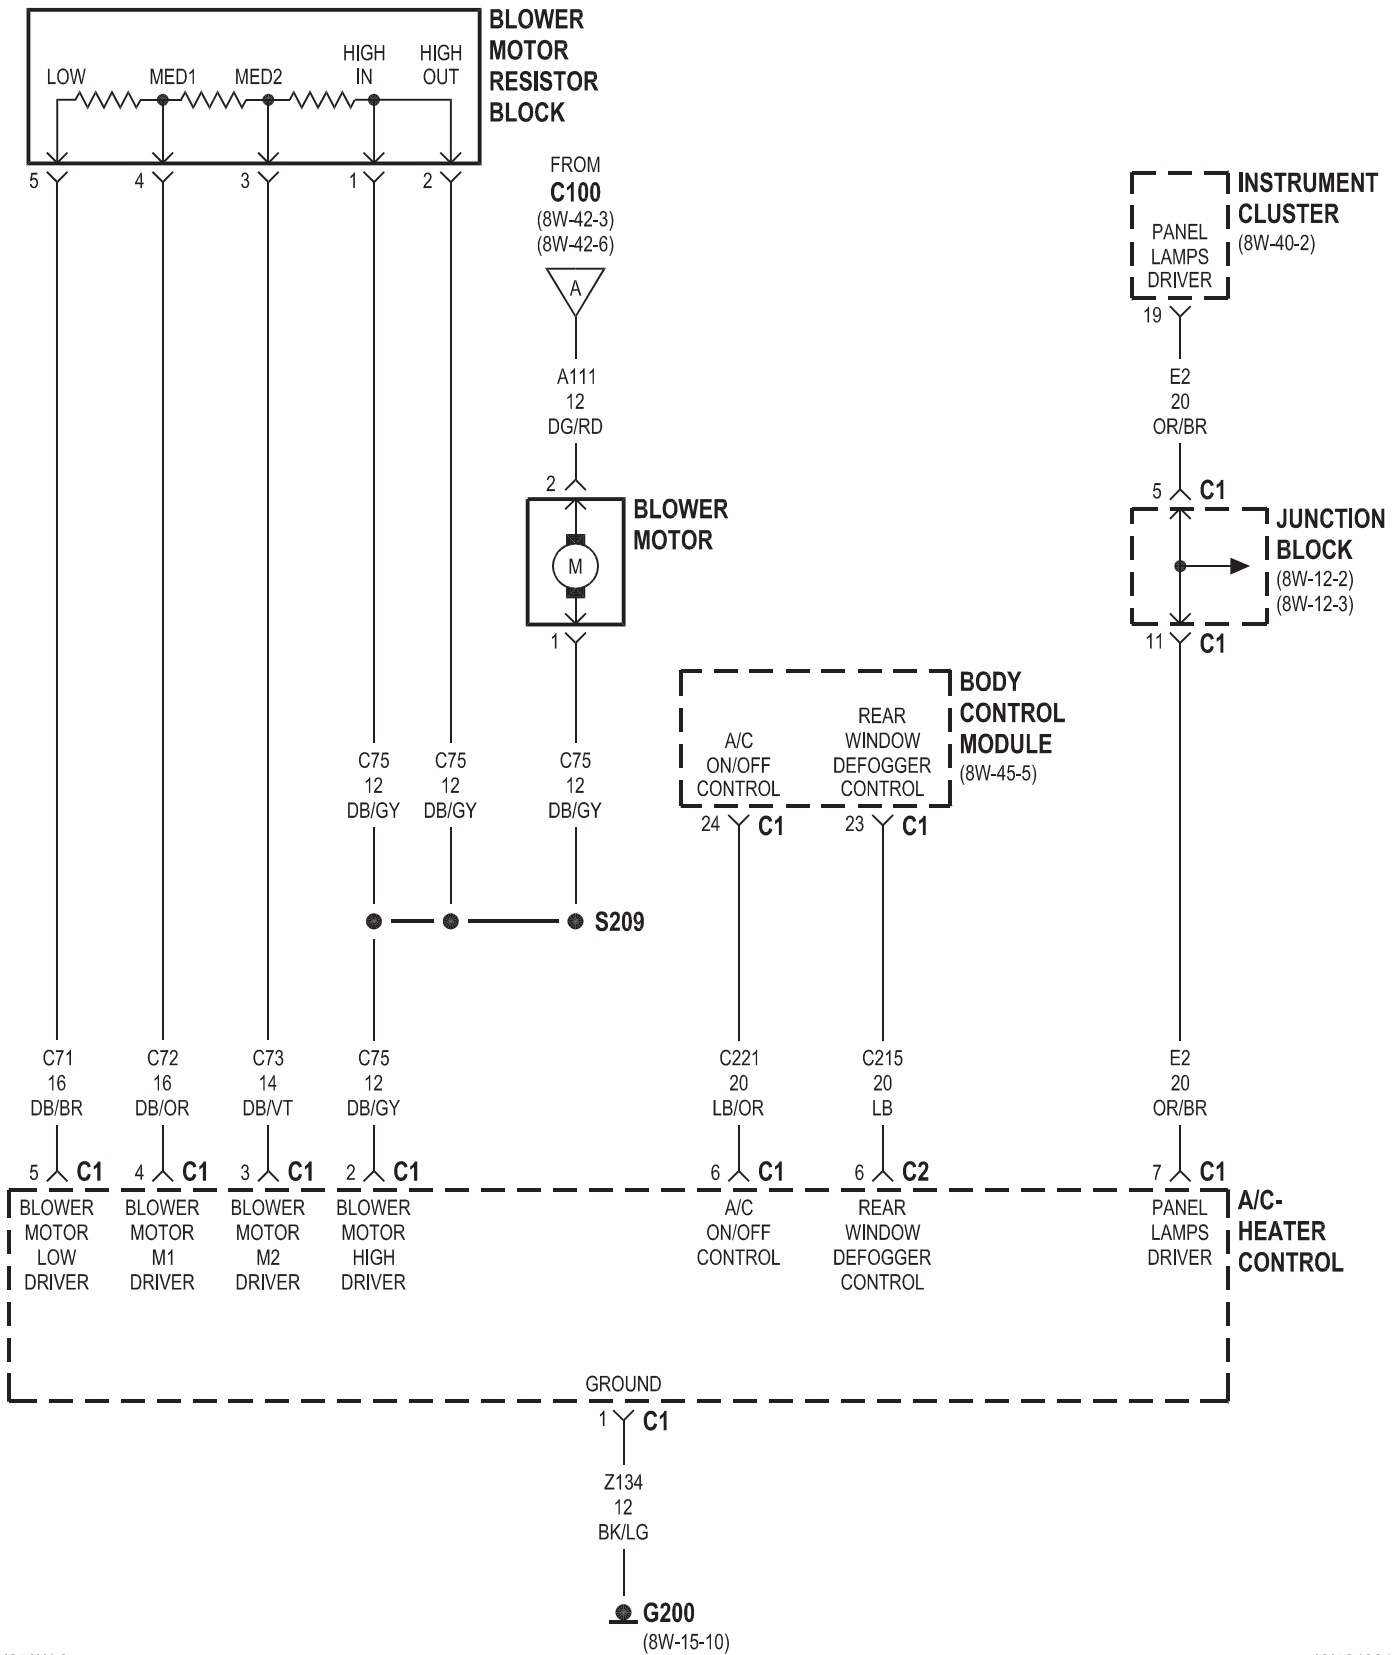 BLOWER
MOTOR
RESISTOR
BLOCK
LOW
MED1
MED2
HIGH
IN
HIGH
OUT
5
4
3
1
2
FROM
C100
(8W-42-3)
(8W-42-6)
A
A111
12
DG/RD
2
BLOWER
MOTOR
M
1
INSTRUMENT
CLUSTER
(8W-40-2)
PANEL
LAMPS
DRIVER
19
E2
20
OR/BR
5 C1
JUNCTION
BLOCK
(8W-12-2)
(8W-12-3)
11 C1
BODY
CONTROL
MODULE
(8W-45-5)
A/C
ON/OFF
CONTROL
REAR
WINDOW
DEFOGGER
CONTROL
24 C1
23 C1
C75
12
DB/GY
C75
12
DB/GY
C75
12
DB/GY
S209
C71
16
DB/BR
C72
16
DB/OR
C73
14
DB/VT
C75
12
DB/GY
C221
20
LB/OR
C215
20
LB
E2
20
OR/BR
5 C1
4 C1
3 C1
2 C1
6 C1
6 C2
7 C1
BLOWER
MOTOR
LOW
DRIVER
BLOWER
MOTOR
M1
DRIVER
BLOWER
MOTOR
M2
DRIVER
BLOWER
MOTOR
HIGH
DRIVER
A/C
ON/OFF
CONTROL
REAR
WINDOW
DEFOGGER
CONTROL
PANEL
LAMPS
DRIVER
A/C-
HEATER
CONTROL
GROUND
1 C1
Z134
12
BK/LG
G200
(8W-15-10)